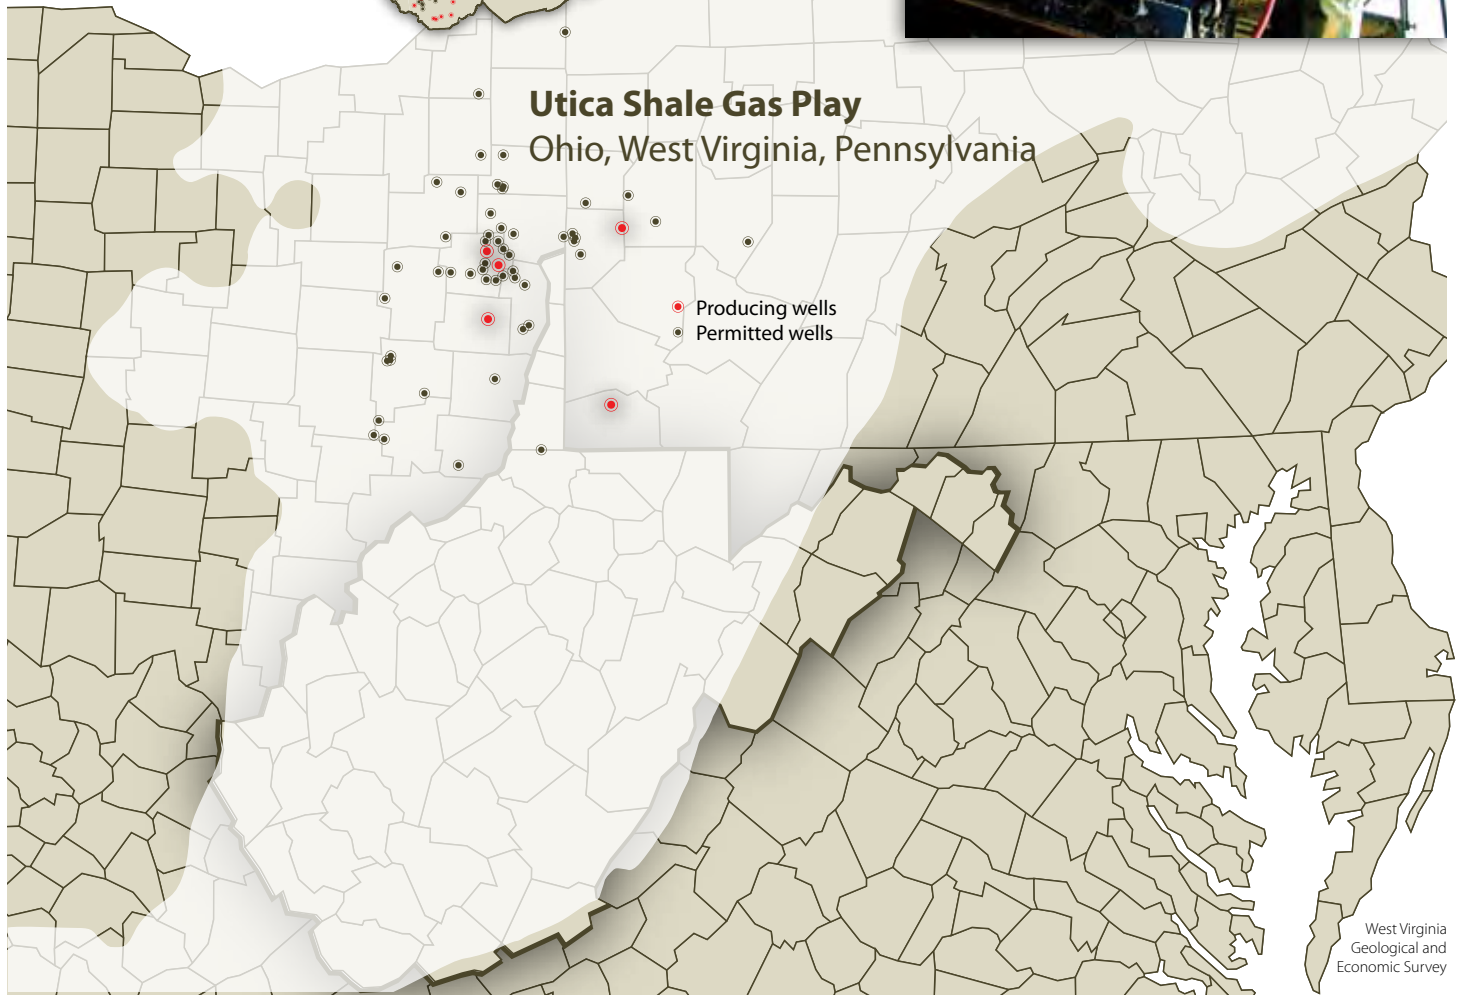 Utica Shale Gas Play
Ohio, West Virginia, Pennsylvania
Producing wells
Permitted wells
West Virginia
Geological and
Economic Survey